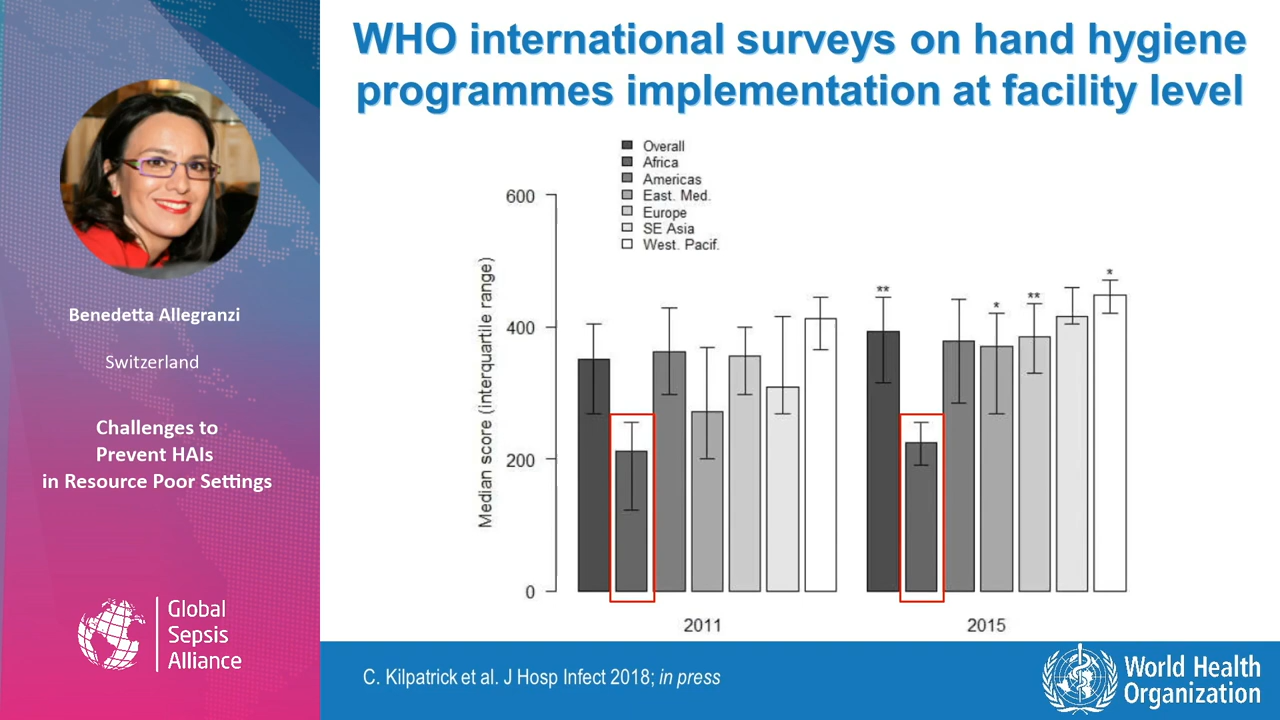 WHO international surveys on hand hygiene
programmes implementation at facility level
Benedetta Allegranzi
Switzerland
Challenges to
Prevent HAIs
in Resource Poor Settings
Global
Sepsis
Alliance
Overall
Africa
Americas
East. Med.
Europe
SE Asia
West. Pacif.
Median score (interquartile range)
600
400
200
0
**
*
**
*
2011
2015
C. Kilpatrick et al. J Hosp Infect 2018; in press
World Health
Organization